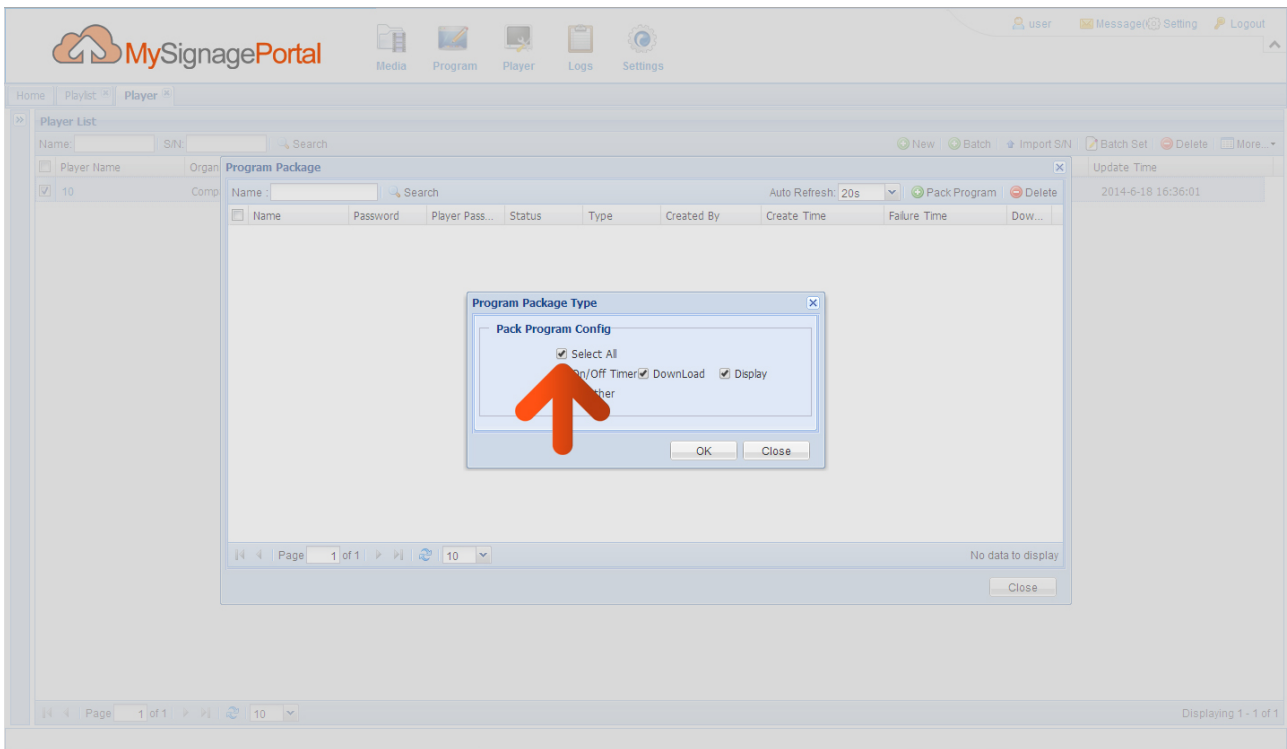 user Message( Setting Logout
MySignagePortal
Media Program Player Logs Settings
Home Playlist Player
Player List
Name: S/N: Search New Batch Import S/N Batch Set Delete More...
Player Name Organ Update Time
10 Comp 2014-6-18 16:36:01
Program Package
Name : Search Auto Refresh: 20s Pack Program Delete
Name Password Player Pass... Status Type Created By Create Time Failure Time Dow...
Program Package Type
Pack Program Config
Select All
On/Off Timer DownLoad Display
OK Close
Page 1 of 1 10 No data to display
Close
Page 1 of 1 10 Displaying 1 - 1 of 1